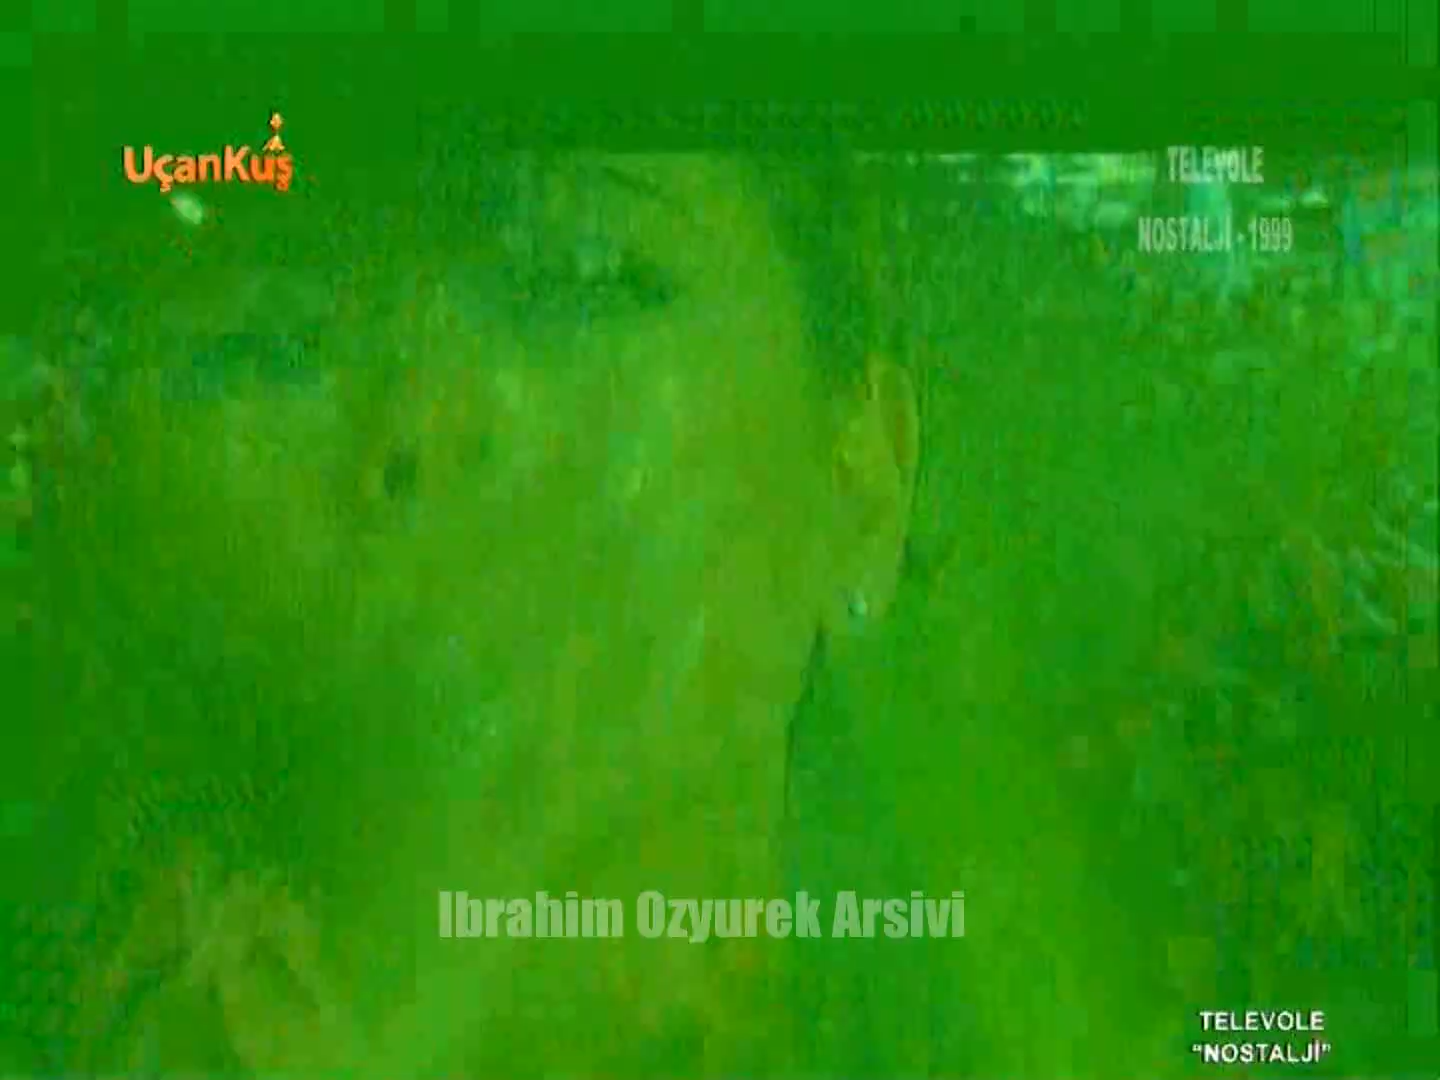 UçanKuş
TELEVOLE
NOSTALJİ - 1999
Ibrahim Ozyurek Arsivi
TELEVOLE
"NOSTALJİ"